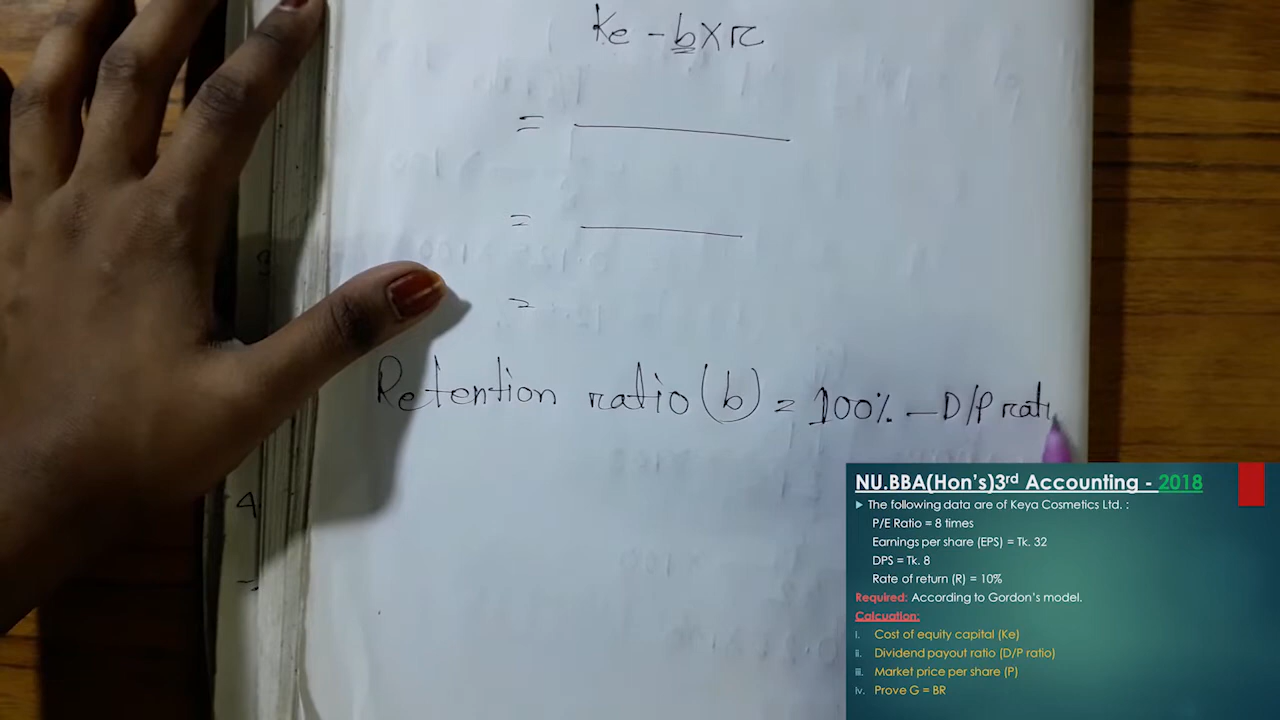 Ke - b × r
=
=
=
Retention ratio (b) = 100% - D/P rati
4
NU.BBA(Hon’s)3rd Accounting - 2018
The following data are of Keya Cosmetics Ltd. :
P/E Ratio = 8 times
Earnings per share (EPS) = Tk. 32
DPS = Tk. 8
Rate of return (R) = 10%
Required: According to Gordon’s model.
Calcuation:
i. Cost of equity capital (Ke)
ii. Dividend payout ratio (D/P ratio)
iii. Market price per share (P)
iv. Prove G = BR